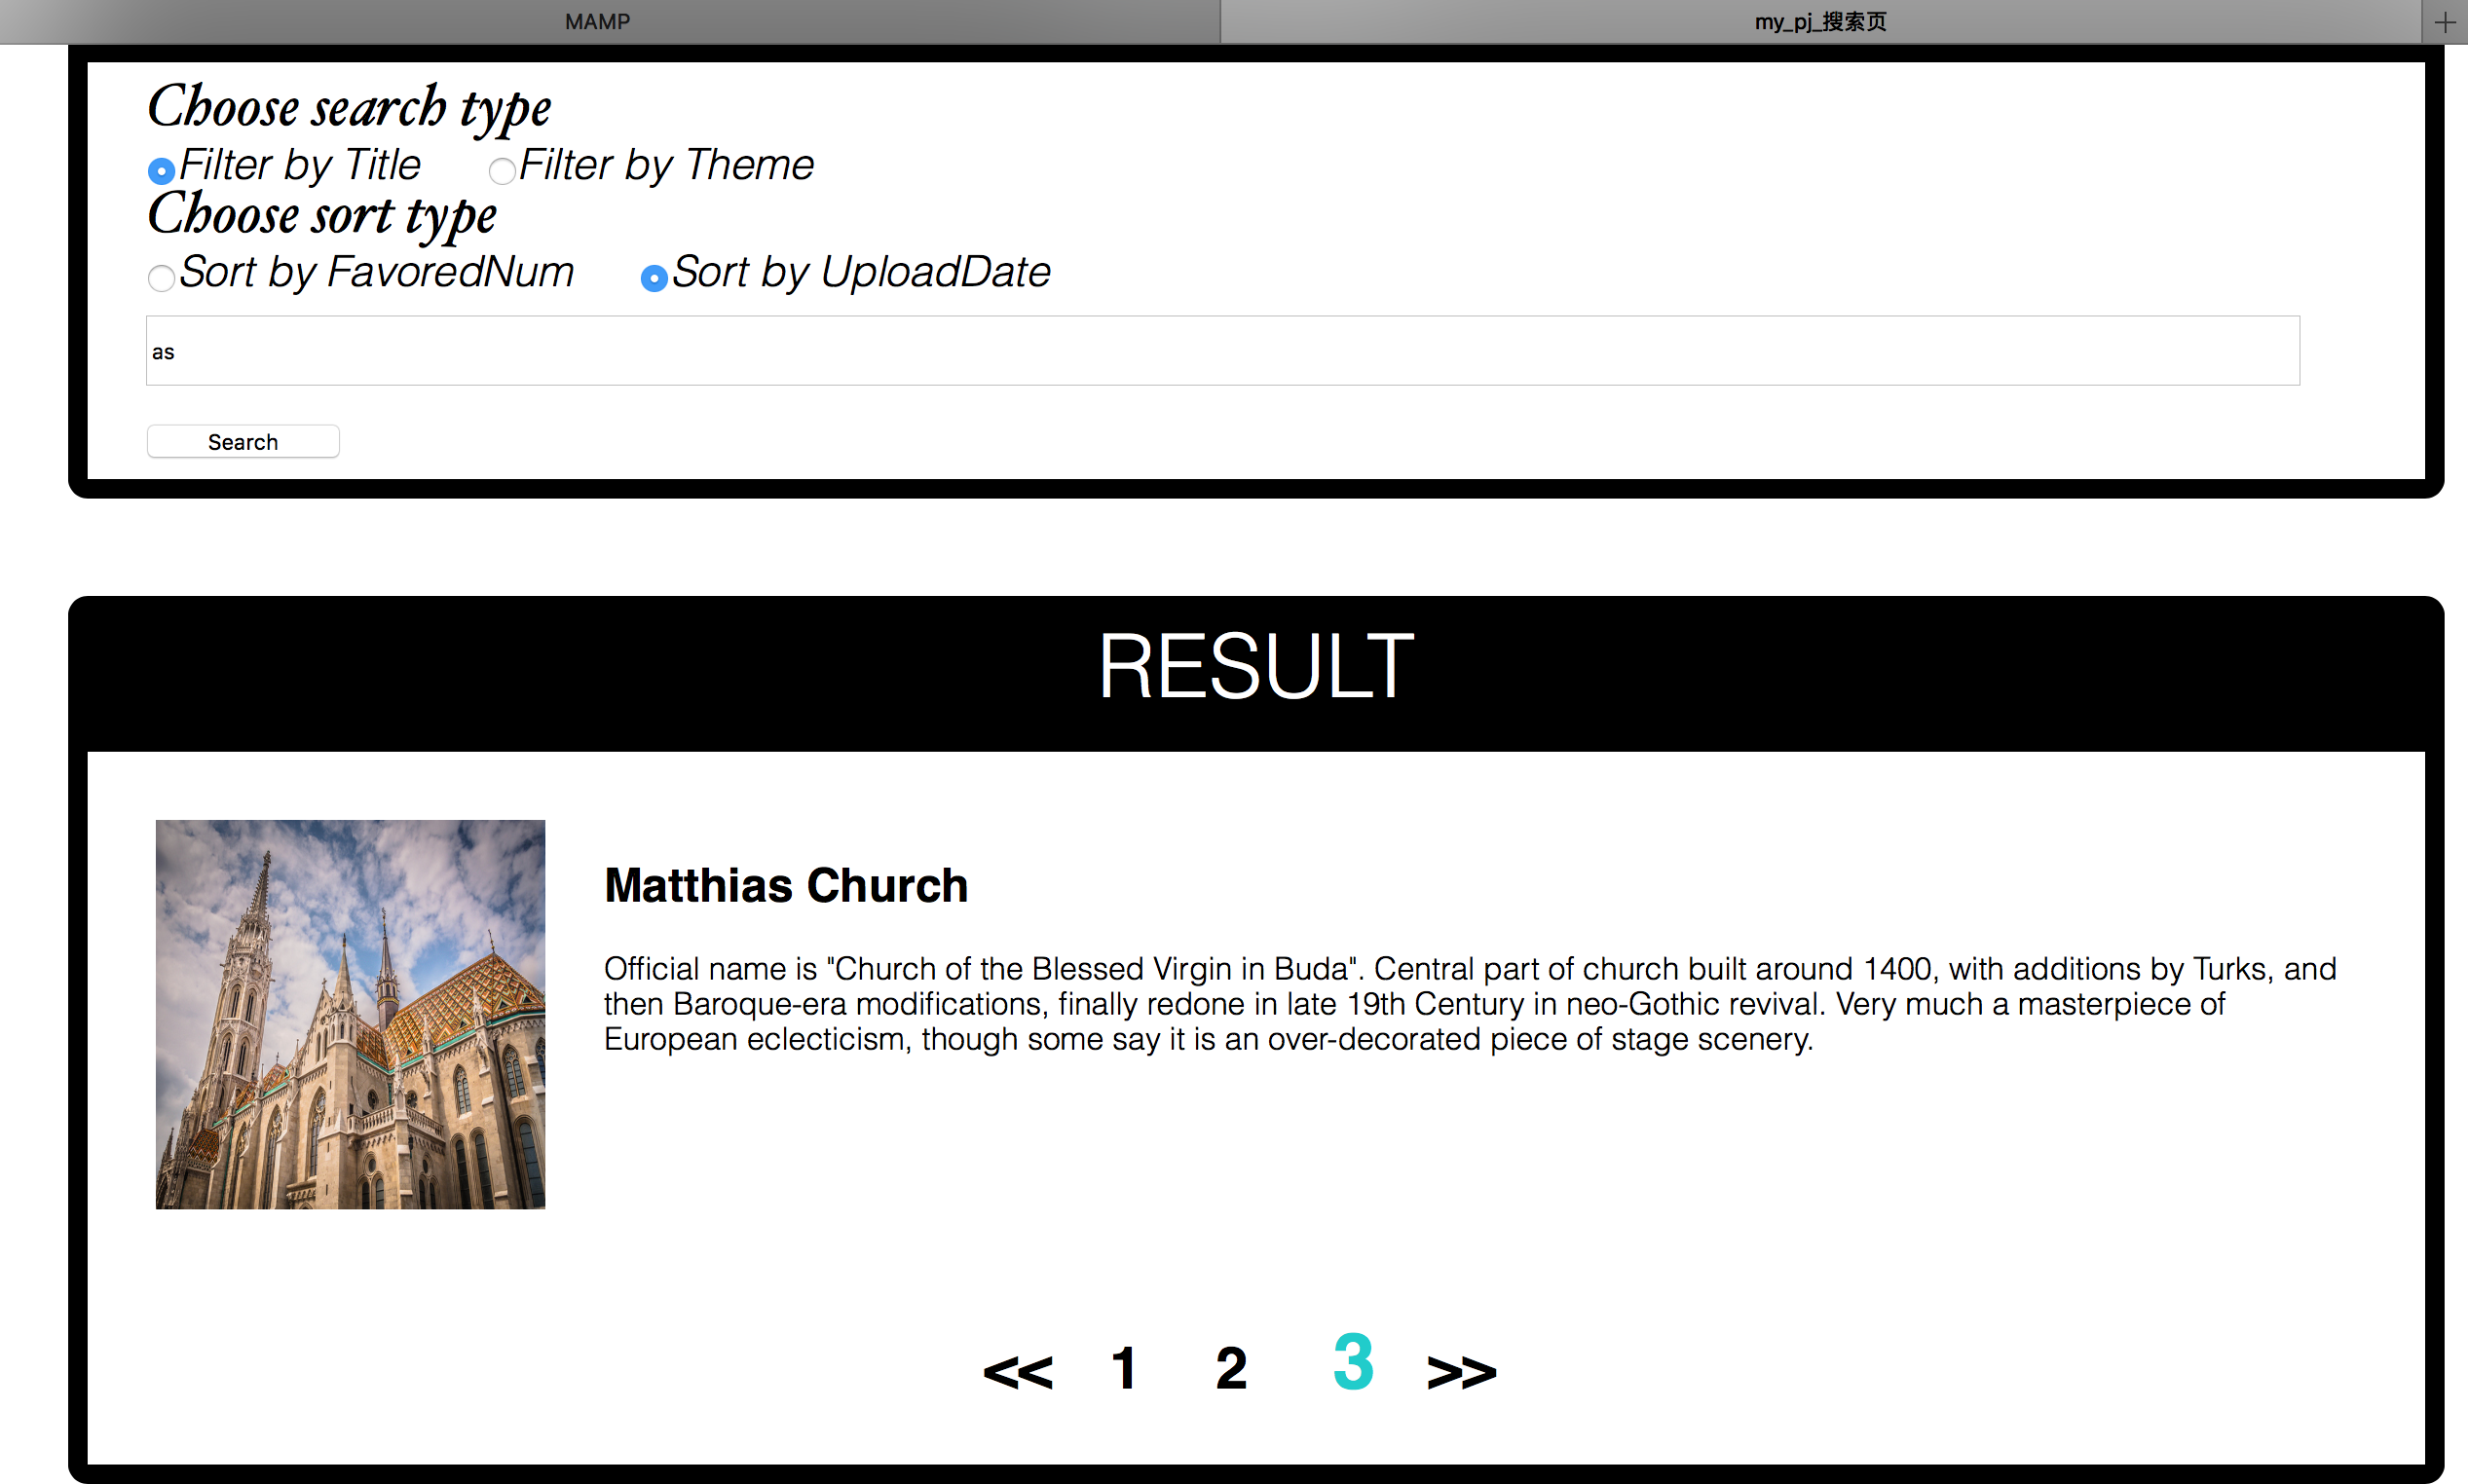 MAMP
my_pj_搜索页
Choose search type
Filter by Title Filter by Theme
Choose sort type
Sort by FavoredNum Sort by UploadDate
as
Search
RESULT
Matthias Church
Official name is "Church of the Blessed Virgin in Buda". Central part of church built around 1400, with additions by Turks, and
then Baroque-era modifications, finally redone in late 19th Century in neo-Gothic revival. Very much a masterpiece of
European eclecticism, though some say it is an over-decorated piece of stage scenery.
<< 1 2 3 >>